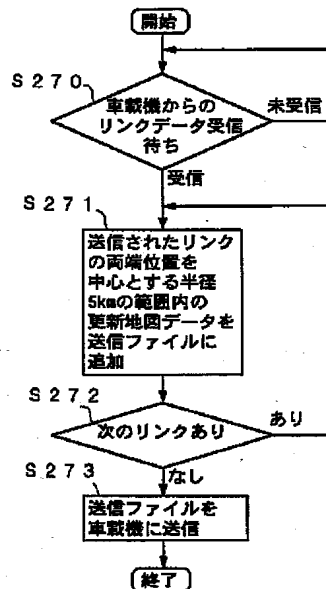 開始
S270
車載機からの
リンクデータ受信
待ち
未受信
受信
S271
送信されたリンク
の両端位置を
中心とする半径
5kmの範囲内の
更新地図データを
送信ファイルに
追加
S272
次のリンクあり
あり
なし
S273
送信ファイルを
車載機に送信
終了